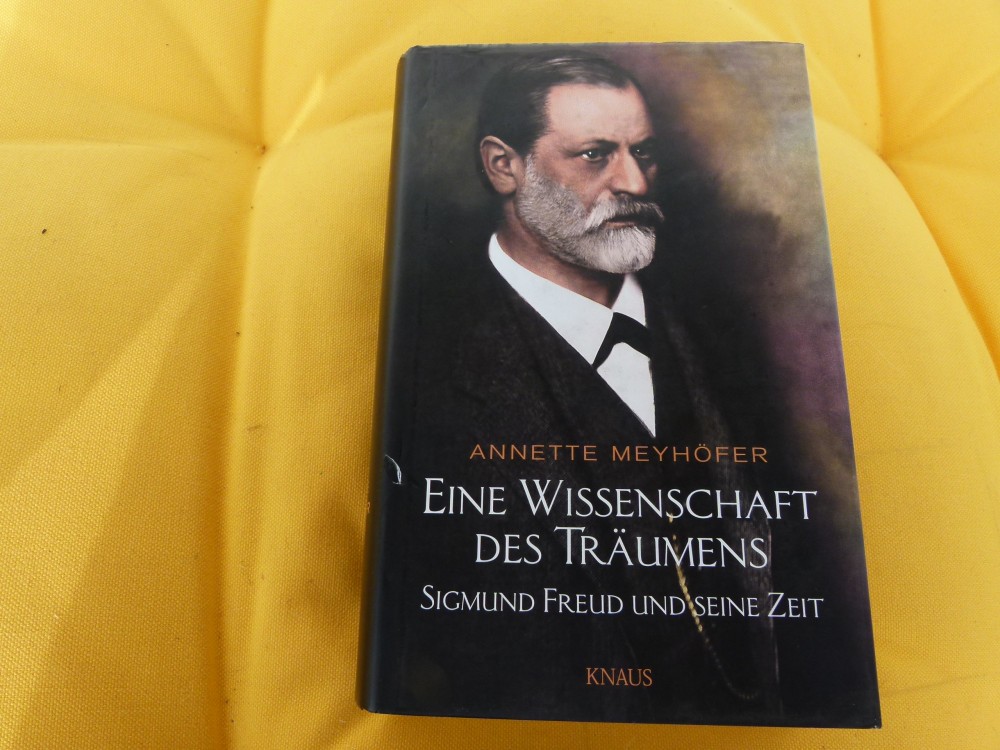 ANNETTE MEYHÖFER
EINE WISSENSCHAFT
DES TRÄUMENS
SIGMUND FREUD UND SEINE ZEIT
KNAUS